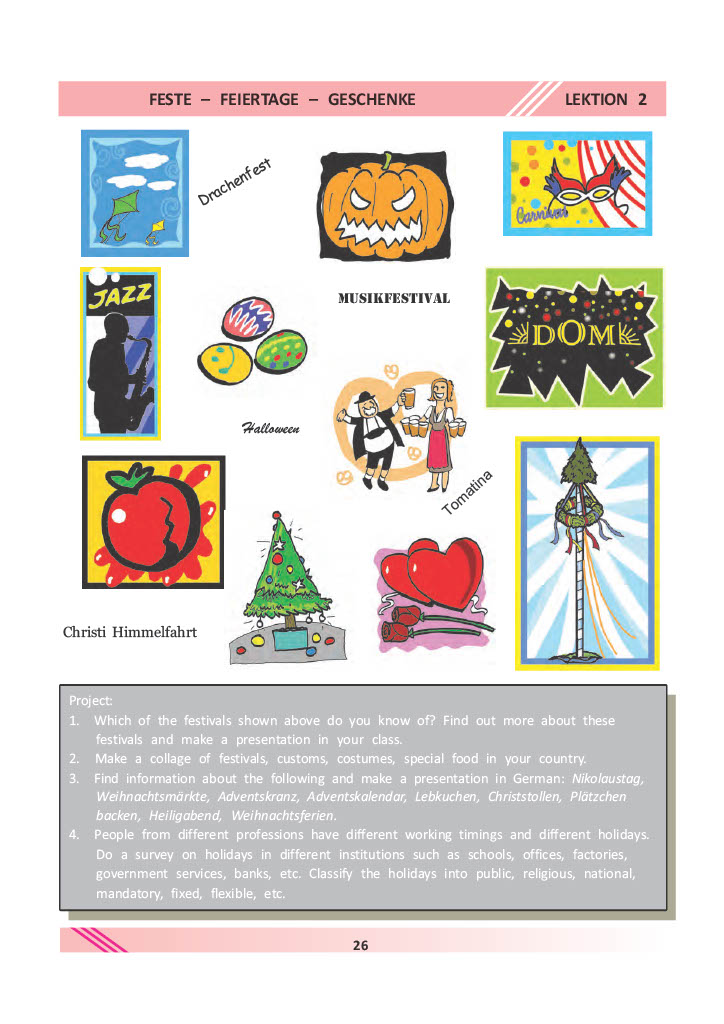 FESTE – FEIERTAGE – GESCHENKE
LEKTION 2
Drachenfest
Carnival
JAZZ
MUSIKFESTIVAL
DOM
Halloween
Tomatina
Christi Himmelfahrt
Project:
1. Which of the festivals shown above do you know of? Find out more about these
festivals and make a presentation in your class.
2. Make a collage of festivals, customs, costumes, special food in your country.
3. Find information about the following and make a presentation in German: Nikolaustag,
Weihnachtsmärkte, Adventskranz, Adventskalendar, Lebkuchen, Christstollen, Plätzchen
backen, Heiligabend, Weihnachtsferien.
4. People from different professions have different working timings and different holidays.
Do a survey on holidays in different institutions such as schools, offices, factories,
government services, banks, etc. Classify the holidays into public, religious, national,
mandatory, fixed, flexible, etc.
26